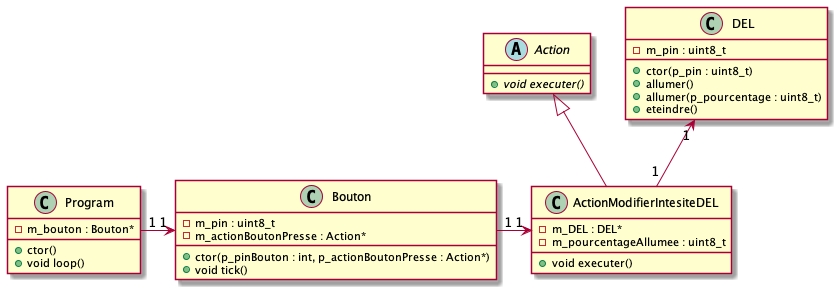 A Action
void executer()
C DEL
m_pin : uint8_t
ctor(p_pin : uint8_t)
allumer()
allumer(p_pourcentage : uint8_t)
eteindre()
1
1
C Program
m_bouton : Bouton*
ctor()
void loop()
1 1
C Bouton
m_pin : uint8_t
m_actionBoutonPresse : Action*
ctor(p_pinBouton : int, p_actionBoutonPresse : Action*)
void tick()
1 1
C ActionModifierIntesiteDEL
m_DEL : DEL*
m_pourcentageAllumee : uint8_t
void executer()